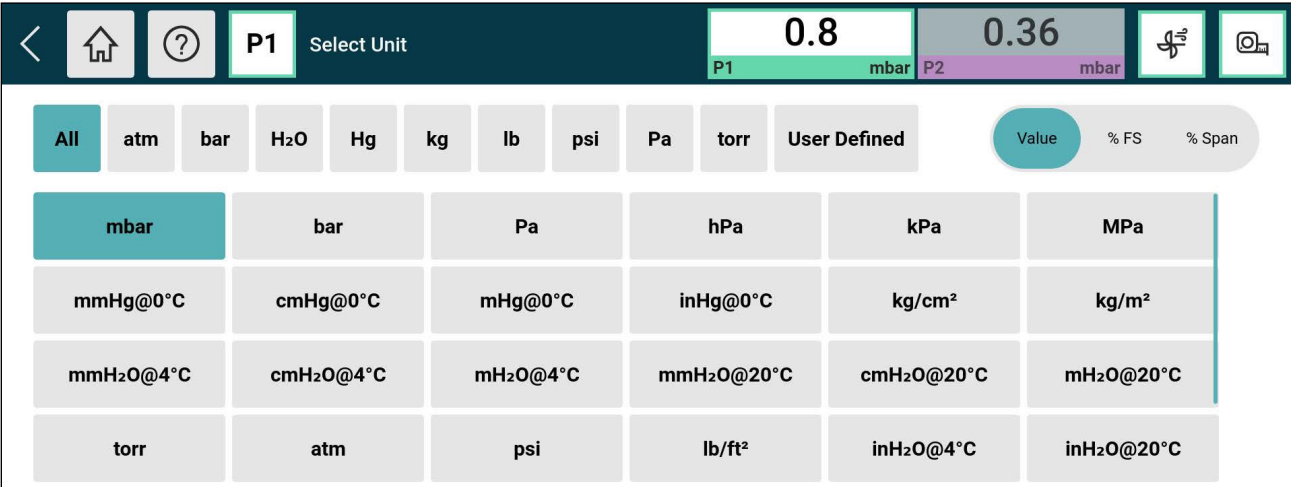 ? P1 Select Unit 0.8 0.36
P1 mbar P2 mbar
All atm bar H₂O Hg kg lb psi Pa torr User Defined Value % FS % Span
mbar bar Pa hPa kPa MPa
mmHg@0°C cmHg@0°C mHg@0°C inHg@0°C kg/cm² kg/m²
mmH₂O@4°C cmH₂O@4°C mH₂O@4°C mmH₂O@20°C cmH₂O@20°C mH₂O@20°C
torr atm psi lb/ft² inH₂O@4°C inH₂O@20°C